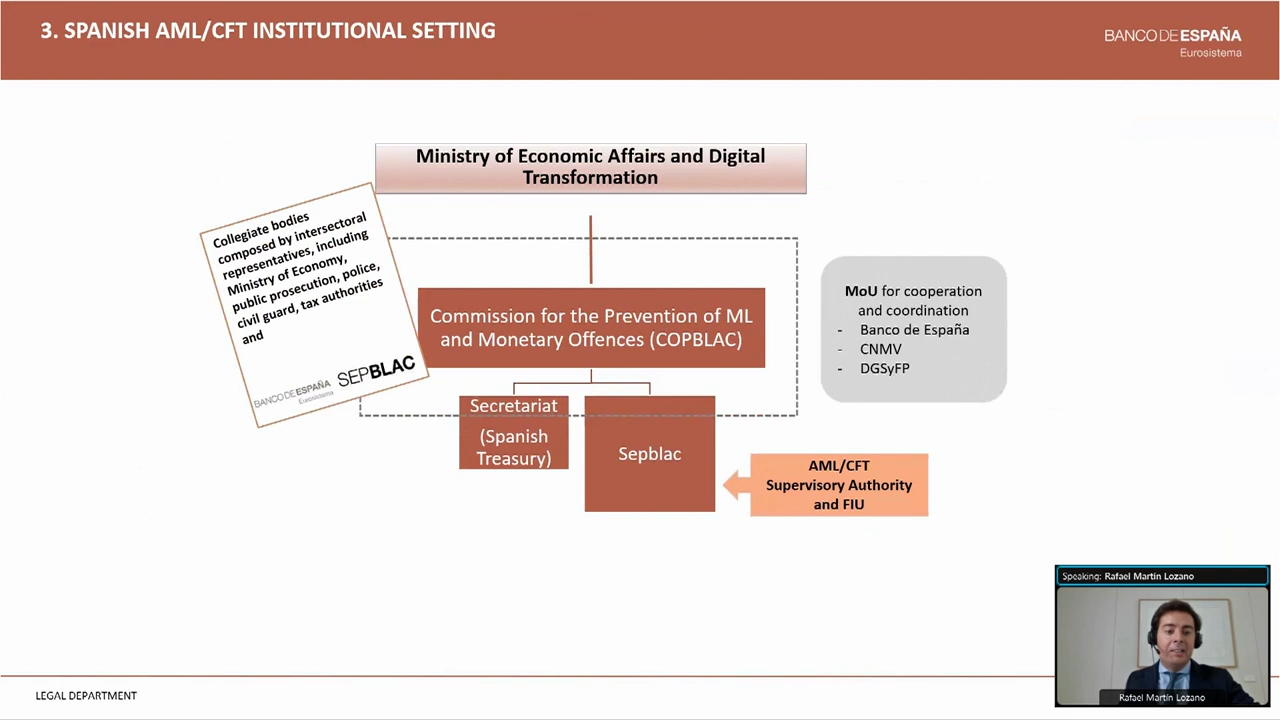 3. SPANISH AML/CFT INSTITUTIONAL SETTING
BANCO DE ESPAÑA
Eurosistema
Ministry of Economic Affairs and Digital
Transformation
Collegiate bodies
composed by intersectoral
representatives, including
Ministry of Economy,
public prosecution, police,
civil guard, tax authorities
and
BANCO DE ESPAÑA
Eurosistema
SEPBLAC
Commission for the Prevention of ML
and Monetary Offences (COPBLAC)
Secretariat
(Spanish
Treasury)
Sepblac
MoU for cooperation
and coordination
- Banco de España
- CNMV
- DGSyFP
AML/CFT
Supervisory Authority
and FIU
Speaking: Rafael Martín Lozano
Rafael Martín Lozano
LEGAL DEPARTMENT